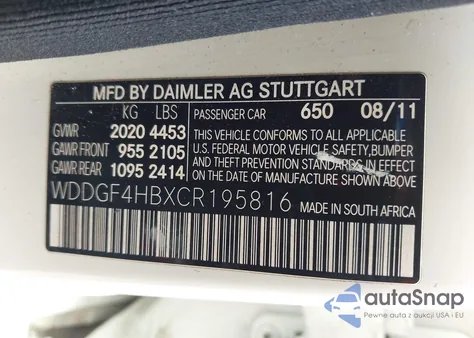 MFD BY DAIMLER AG STUTTGART
KG LBS
GVWR 2020 4453
GAWR FRONT 955 2105
GAWR REAR 1095 2414
PASSENGER CAR 650 08/11
THIS VEHICLE CONFORMS TO ALL APPLICABLE
U.S. FEDERAL MOTOR VEHICLE SAFETY, BUMPER
AND THEFT PREVENTION STANDARDS IN
EFFECT ON THE DATE OF MANUFACTURE
SHOWN ABOVE.
WDDGF4HBXCR195816 MADE IN SOUTH AFRICA
autoSnap
Pewne auta z aukcji USA i EU